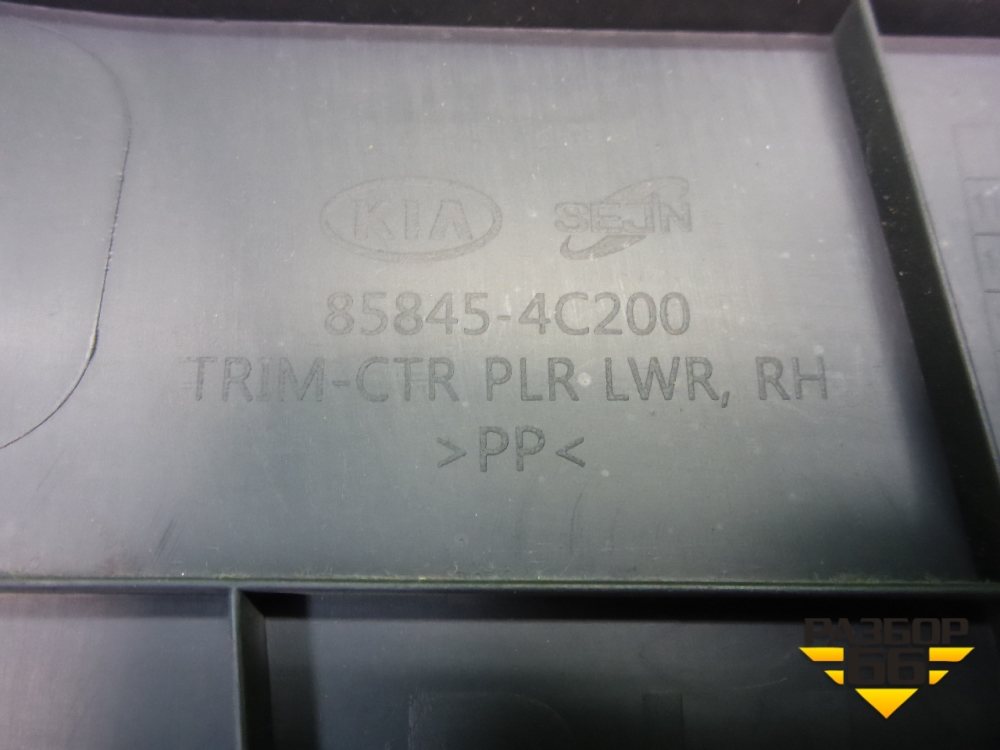 KIA SEJIN
85845-4C200
TRIM-CTR PLR LWR, RH
>PP<
РАЗБОР
66